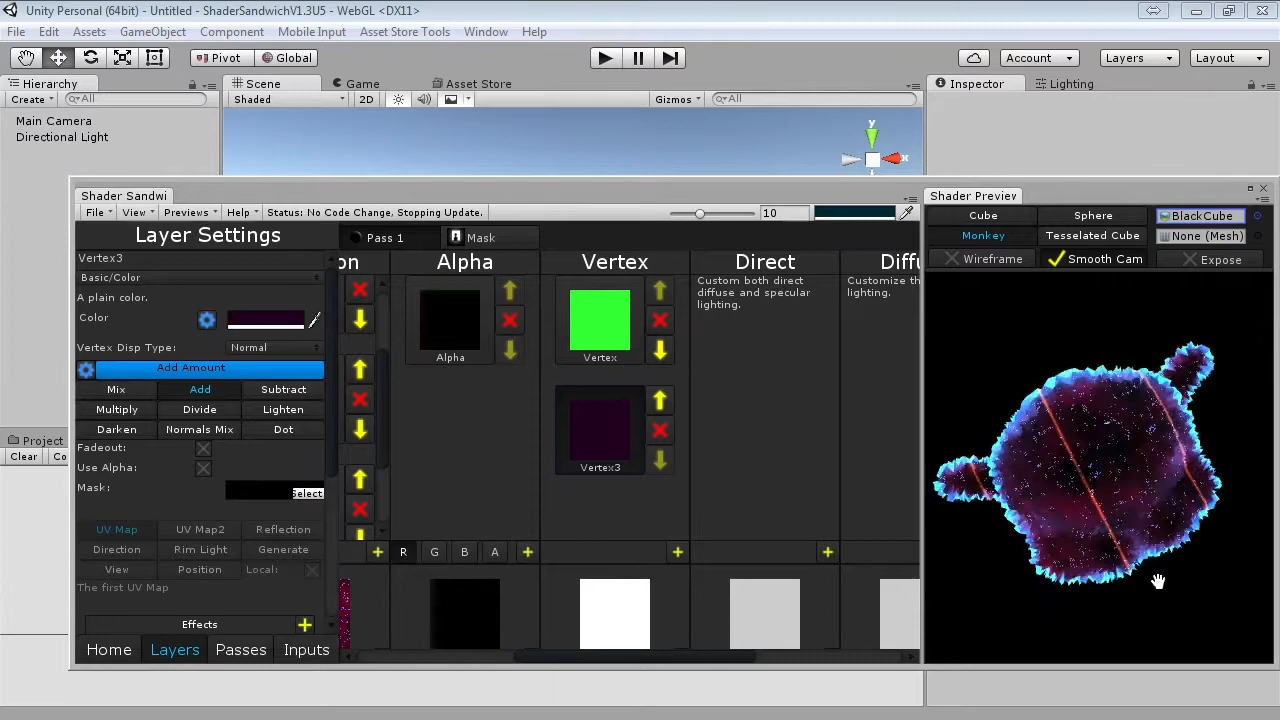 Unity Personal (64bit) - Untitled - ShaderSandwichV1.3U5 - WebGL <DX11>
File Edit Assets GameObject Component Mobile Input Asset Store Tools Window Help
Pivot Global Account Layers Layout
Hierarchy Scene Game Asset Store Inspector Lighting
Create All Shaded 2D Gizmos All
Main Camera
Directional Light
y
x
Shader Sandwi Shader Preview
File View Previews Help Status: No Code Change, Stopping Update. 10 Cube Sphere BlackCube
Layer Settings Pass 1 Mask Monkey Tesselated Cube None (Mesh)
Vertex3 Wireframe Smooth Cam Expose
on Alpha Vertex Direct Diffu
Basic/Color Custom both direct diffuse and specular lighting. Customize th lighting.
A plain color.
Color
Vertex Disp Type: Normal
Alpha Vertex
Add Amount
Mix Add Subtract
Multiply Divide Lighten
Darken Normals Mix Dot
Project
Fadeout:
Clear Co
Use Alpha: Vertex3
Mask: Select
UV Map UV Map2 Reflection
Direction Rim Light Generate R G B A
View Position Local:
The first UV Map
Effects
Home Layers Passes Inputs